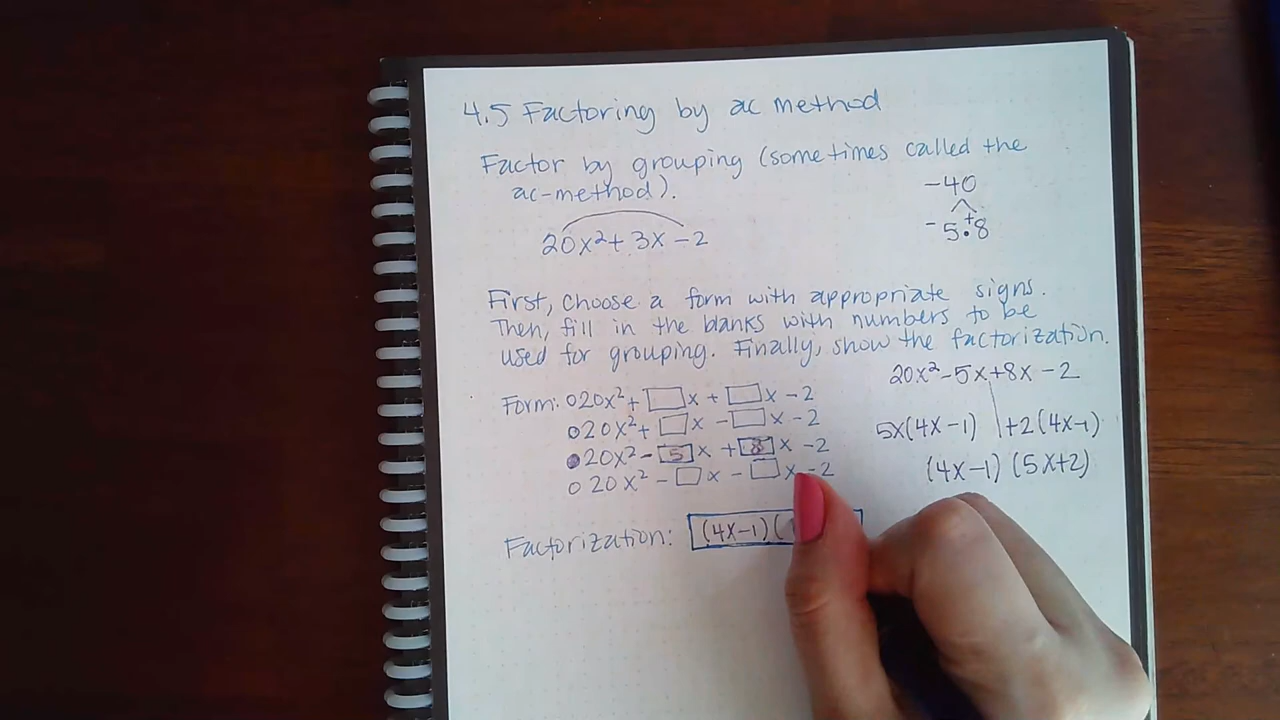 4.5 Factoring by ac method
Factor by grouping (sometimes called the
ac-method).
-40
- 5 . +8
20x² + 3x - 2
First, choose a form with appropriate signs.
Then, fill in the blanks with numbers to be
used for grouping. Finally, show the factorization.
Form: O 20x² + □x + □x - 2
O 20x² + □x - □x - 2
● 20x² - 5x + 8x - 2
O 20x² - □x - □x - 2
20x² - 5x + 8x - 2
5x(4x-1) + 2(4x-1)
(4x-1) (5x+2)
Factorization: (4x-1)(